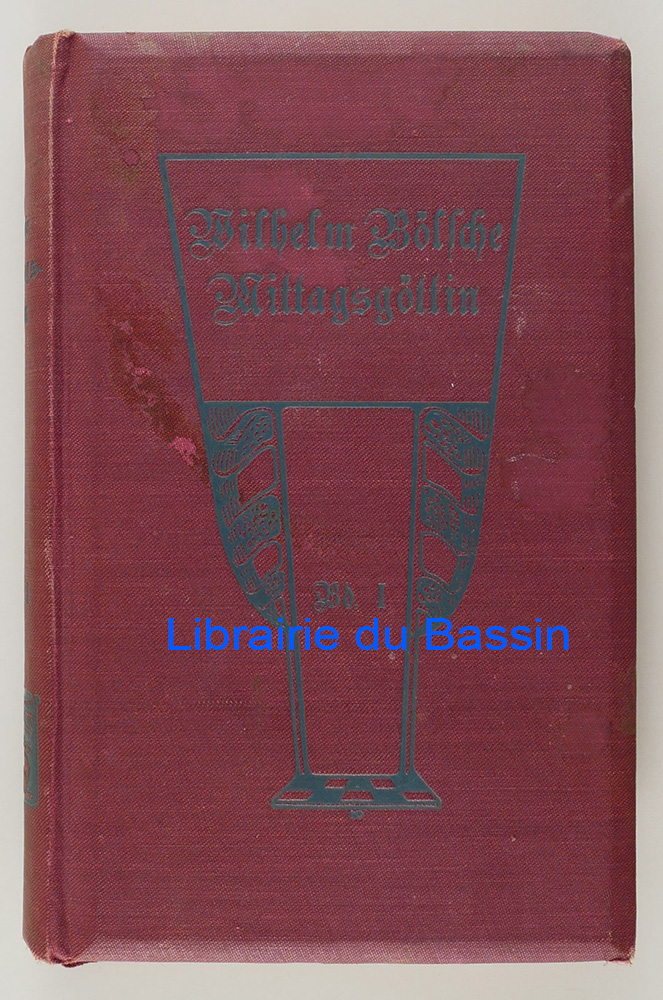 Wilhelm Bölsche
Mittagsgöttin
Bd. I
Librairie du Bassin